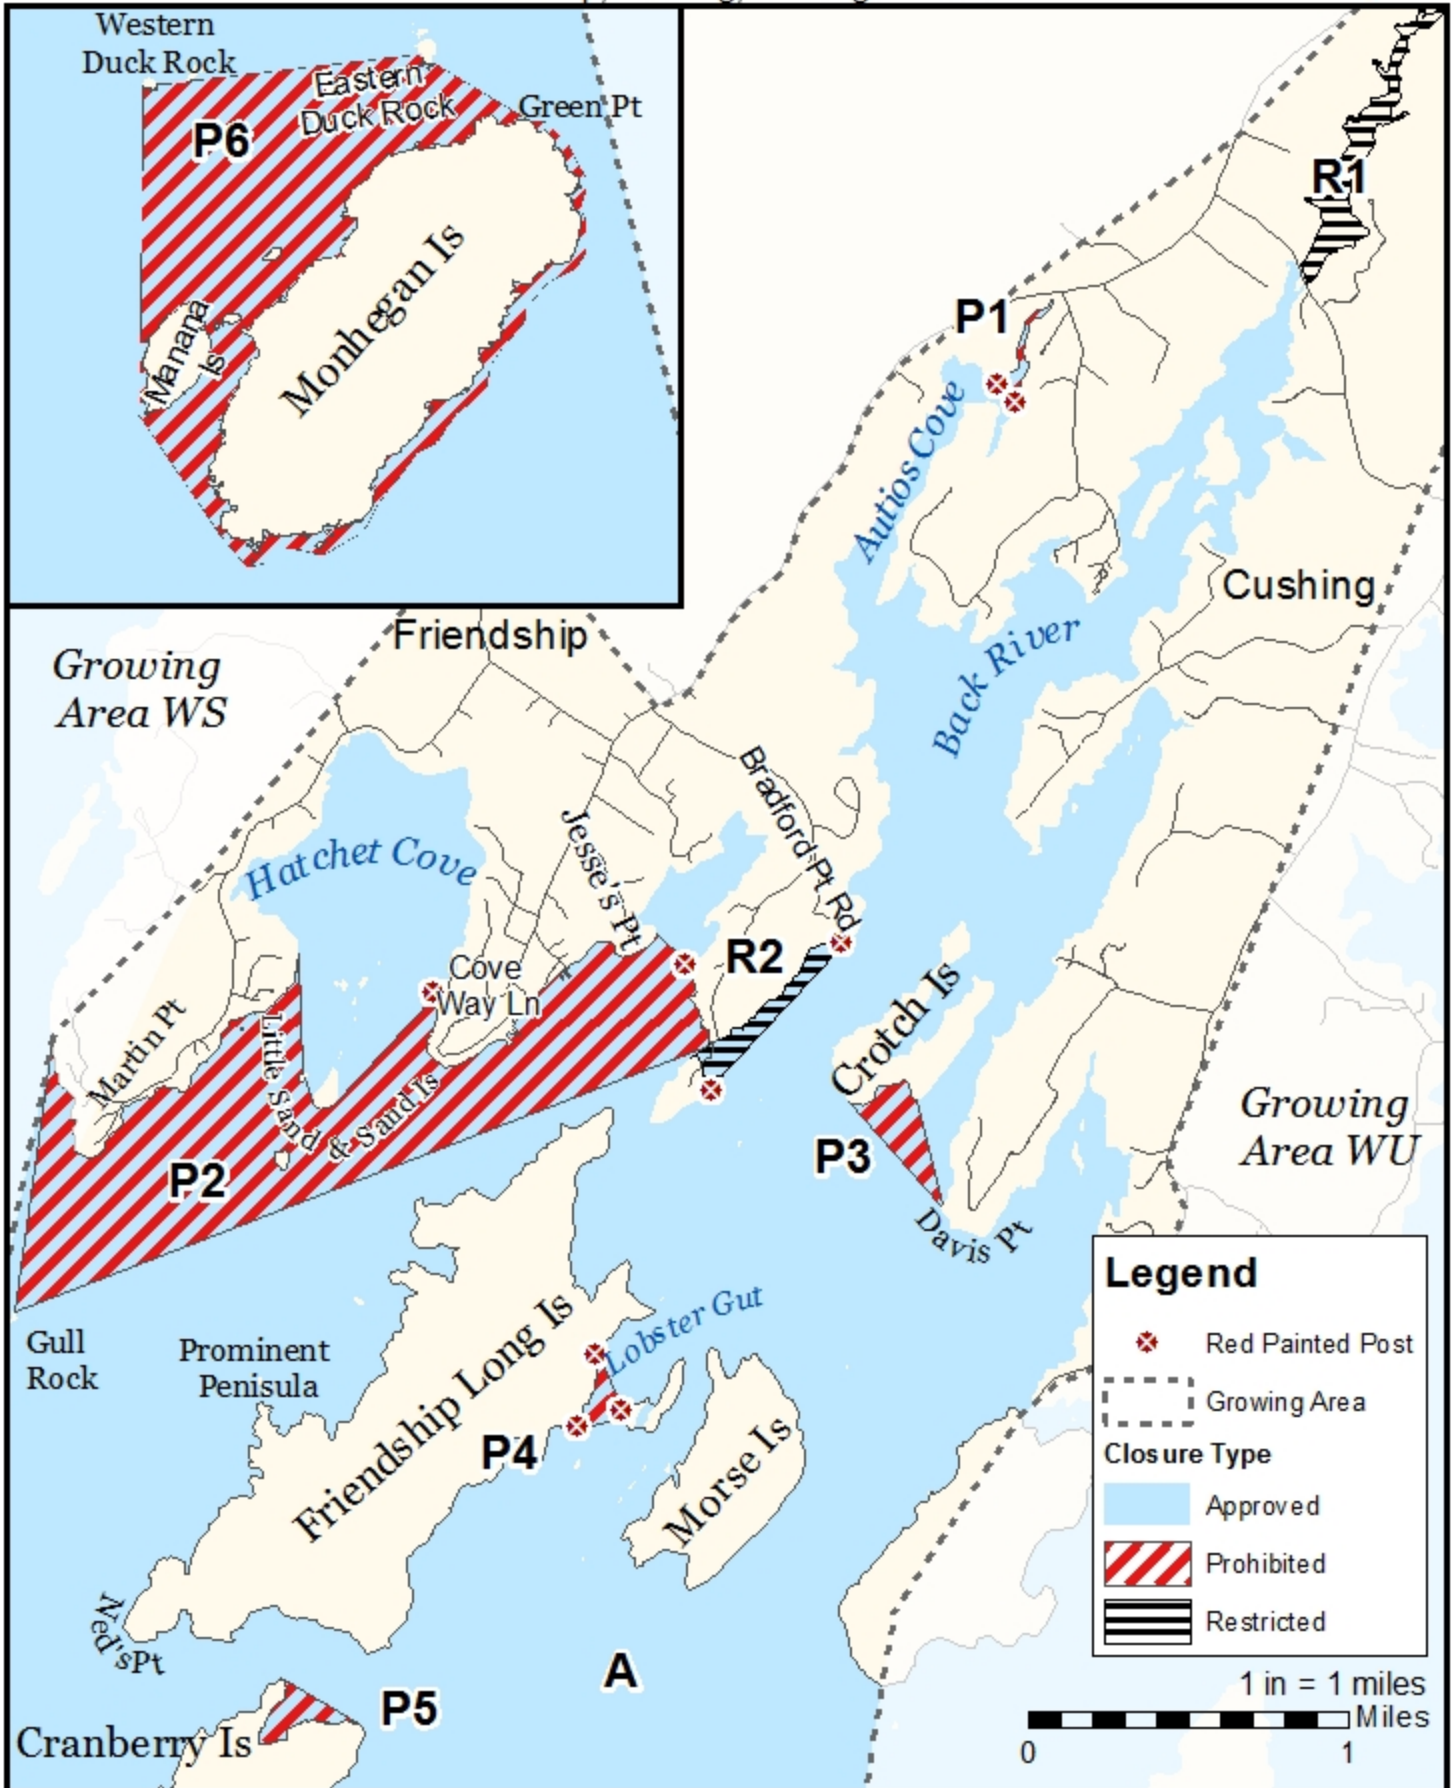 Western
Duck Rock
Eastern
Duck Rock
Green Pt
P6
Manana
Is
Monhegan Is
R1
P1
Autios Cove
Cushing
Back River
Friendship
Growing
Area WS
Bradford Pt Rd
Jesse's Pt
Hatchet Cove
R2
Cove
Way Ln
Martin Pt
Little Sand & Sand Is
Crotch Is
P2
P3
Davis Pt
Growing
Area WU
Gull
Rock
Prominent
Penisula
Lobster Gut
Friendship Long Is
P4
Morse Is
Ned'sPt
A
P5
Cranberry Is
Legend
Red Painted Post
Growing Area
Closure Type
Approved
Prohibited
Restricted
1 in = 1 miles
Miles
0 1